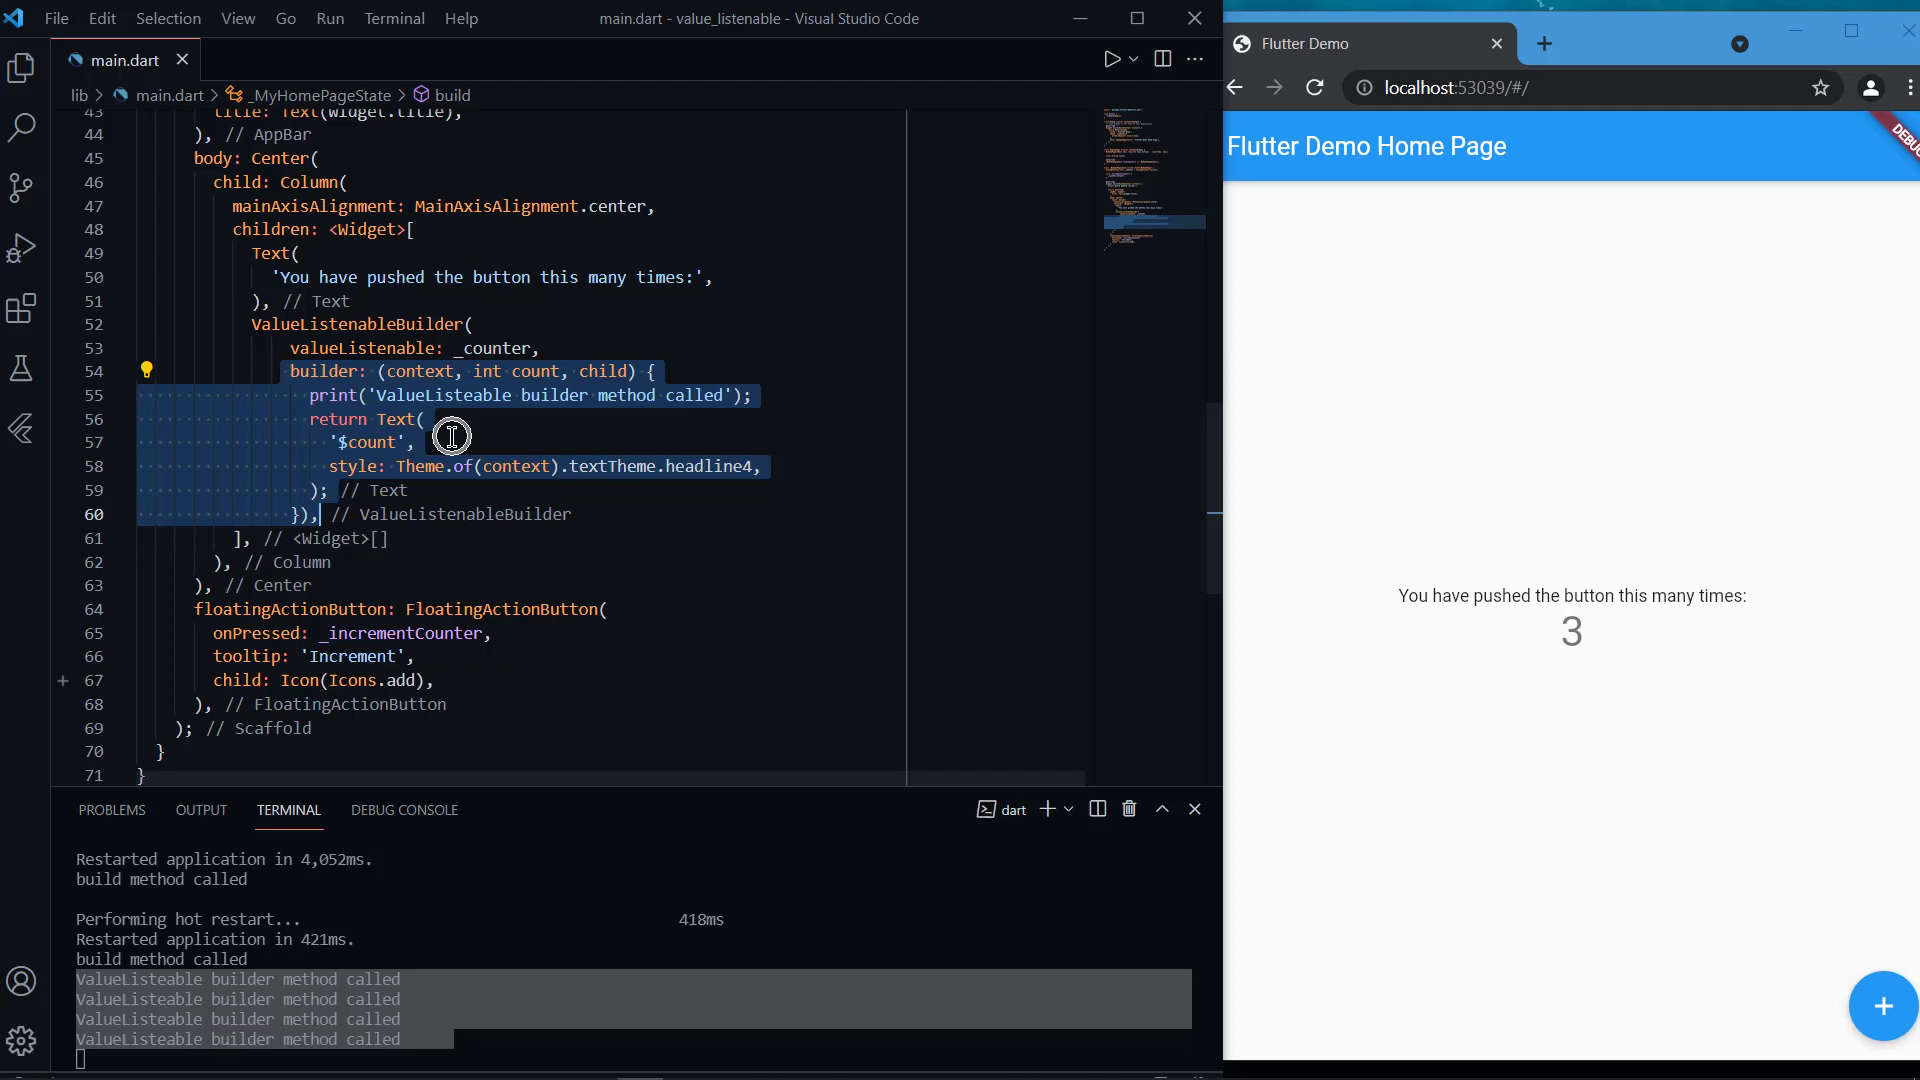 File Edit Selection View Go Run Terminal Help
main.dart - value_listenable - Visual Studio Code
main.dart
lib > main.dart > _MyHomePageState > build
43 title: Text(widget.title),
44 ), // AppBar
45 body: Center(
46 child: Column(
47 mainAxisAlignment: MainAxisAlignment.center,
48 children: <Widget>[
49 Text(
50 'You have pushed the button this many times:',
51 ), // Text
52 ValueListenableBuilder(
53 valueListenable: _counter,
54 builder: (context, int count, child) {
55 print('ValueListeable builder method called');
56 return Text(
57 '$count',
58 style: Theme.of(context).textTheme.headline4,
59 ); // Text
60 }), // ValueListenableBuilder
61 ], // <Widget>[]
62 ), // Column
63 ), // Center
64 floatingActionButton: FloatingActionButton(
65 onPressed: _incrementCounter,
66 tooltip: 'Increment',
67 child: Icon(Icons.add),
68 ), // FloatingActionButton
69 ); // Scaffold
70 }
71 }
PROBLEMS OUTPUT TERMINAL DEBUG CONSOLE
dart
Restarted application in 4,052ms.
build method called
Performing hot restart... 418ms
Restarted application in 421ms.
build method called
ValueListeable builder method called
ValueListeable builder method called
ValueListeable builder method called
ValueListeable builder method called
Flutter Demo
localhost:53039/#/
Flutter Demo Home Page
You have pushed the button this many times:
3